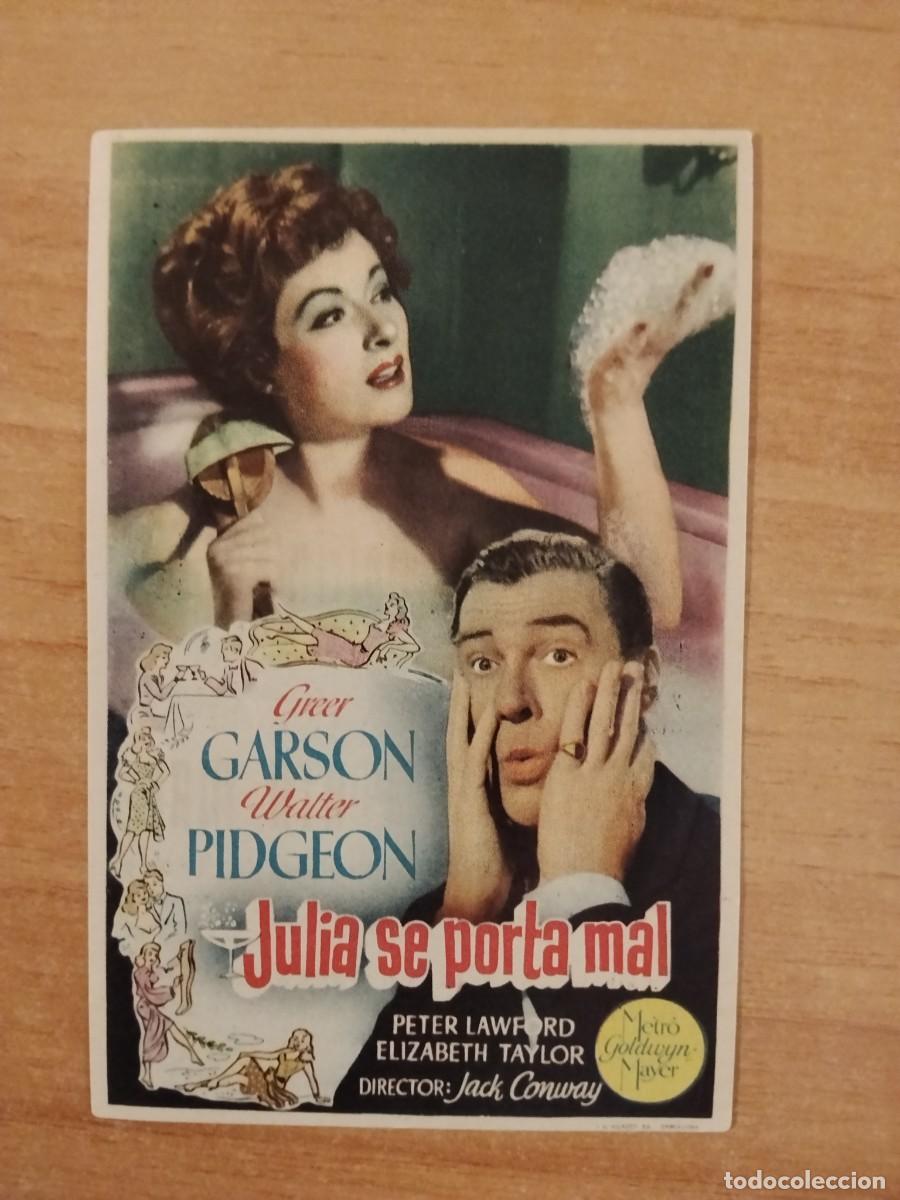 Greer
GARSON
Walter
PIDGEON
Julia se porta mal
PETER LAWFORD
ELIZABETH TAYLOR
DIRECTOR: Jack Conway
Metro
Goldwyn-
Mayer
todocoleccion